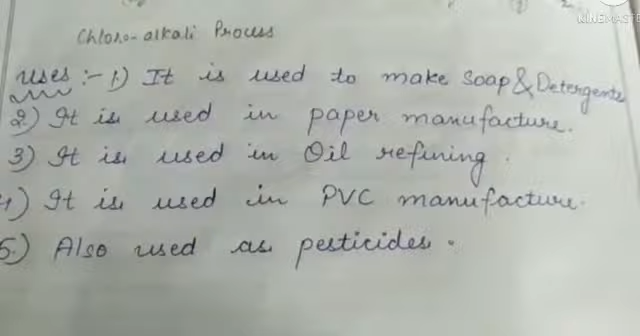 KINEMASTE
Chloro-alkali Process
Uses :- 1.) It is used to make Soap & Detergents
2) It is used in paper manufacture.
3) It is used in Oil refining.
4) It is used in PVC manufacture.
5.) Also used as pesticides.